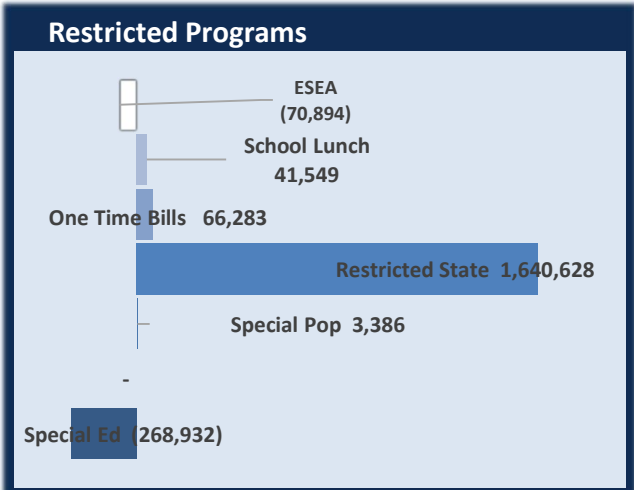 Restricted Programs
ESEA
(70,894)
School Lunch
41,549
One Time Bills 66,283
Restricted State 1,640,628
Special Pop 3,386
-
Special Ed (268,932)